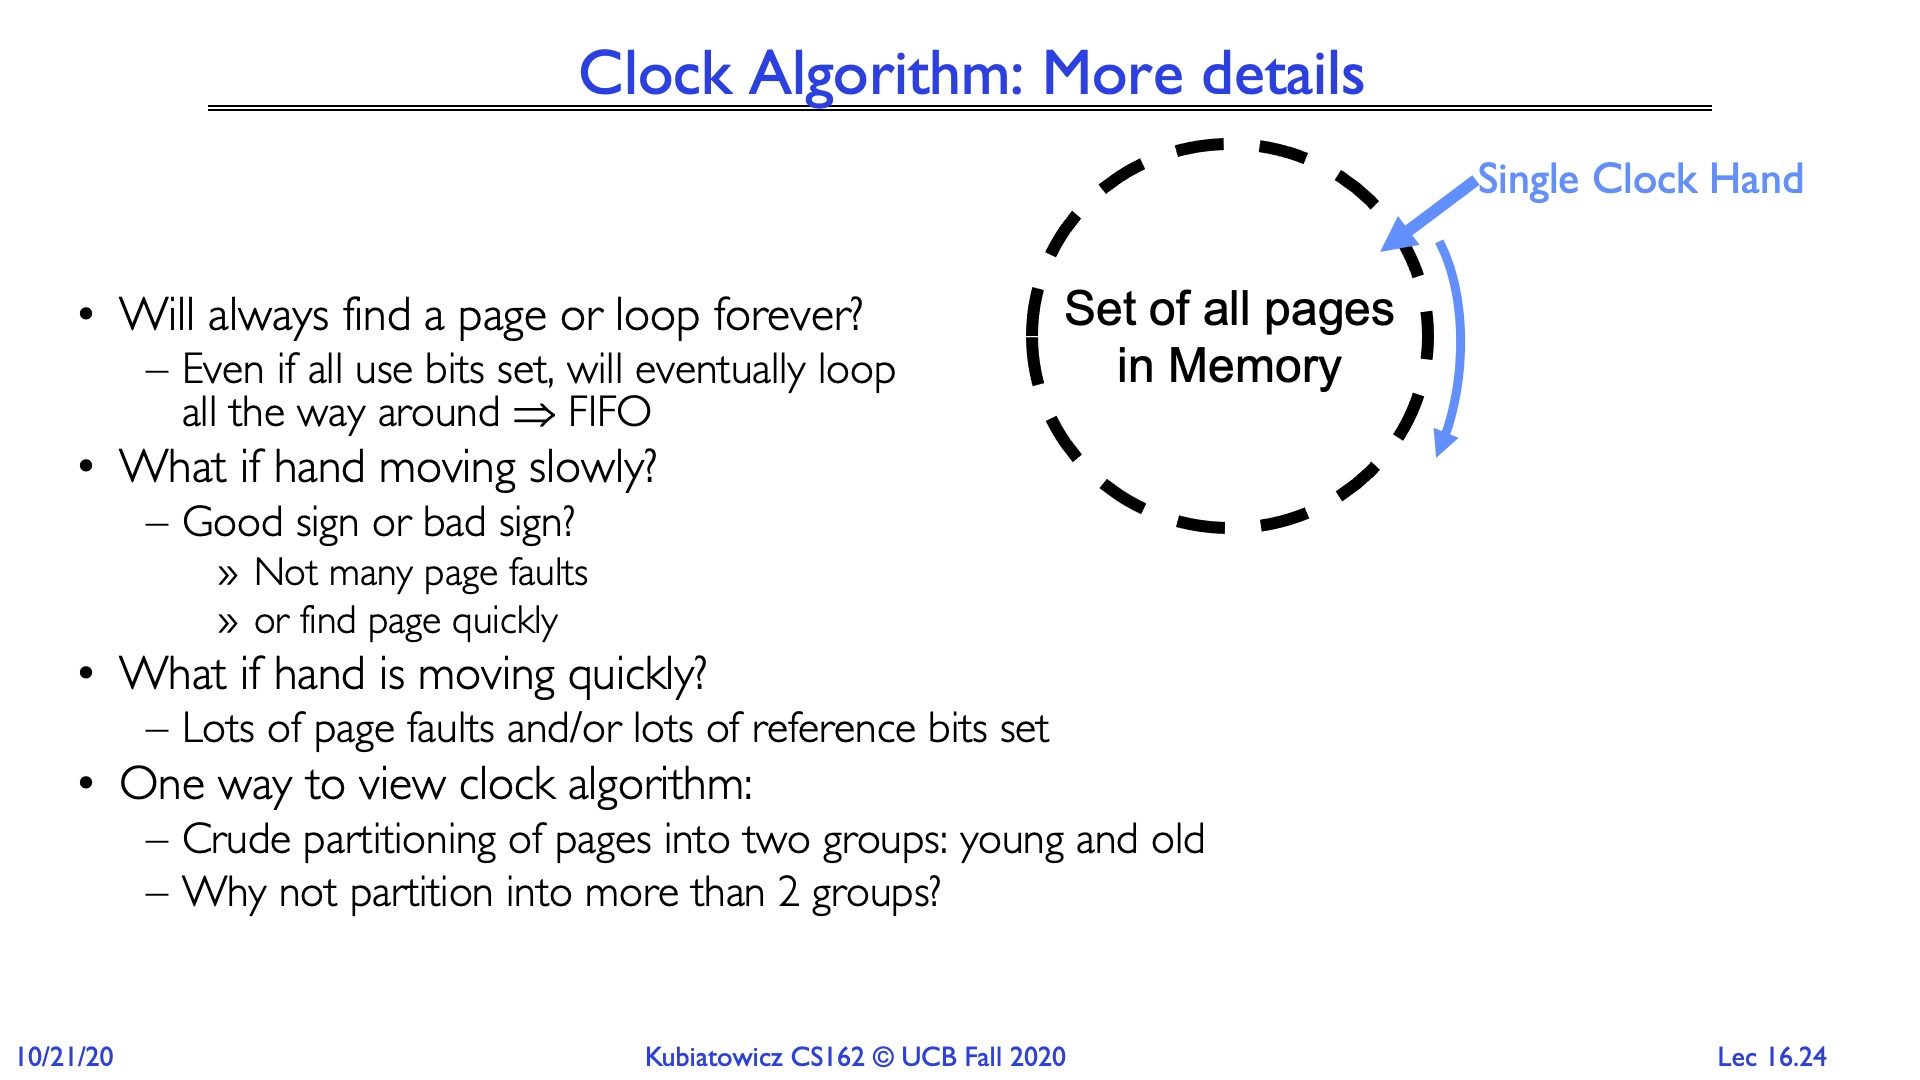 Clock Algorithm: More details
Single Clock Hand
Set of all pages
in Memory
• Will always find a page or loop forever?
– Even if all use bits set, will eventually loop
all the way around ⇒ FIFO
• What if hand moving slowly?
– Good sign or bad sign?
» Not many page faults
» or find page quickly
• What if hand is moving quickly?
– Lots of page faults and/or lots of reference bits set
• One way to view clock algorithm:
– Crude partitioning of pages into two groups: young and old
– Why not partition into more than 2 groups?
10/21/20
Kubiatowicz CS162 © UCB Fall 2020
Lec 16.24